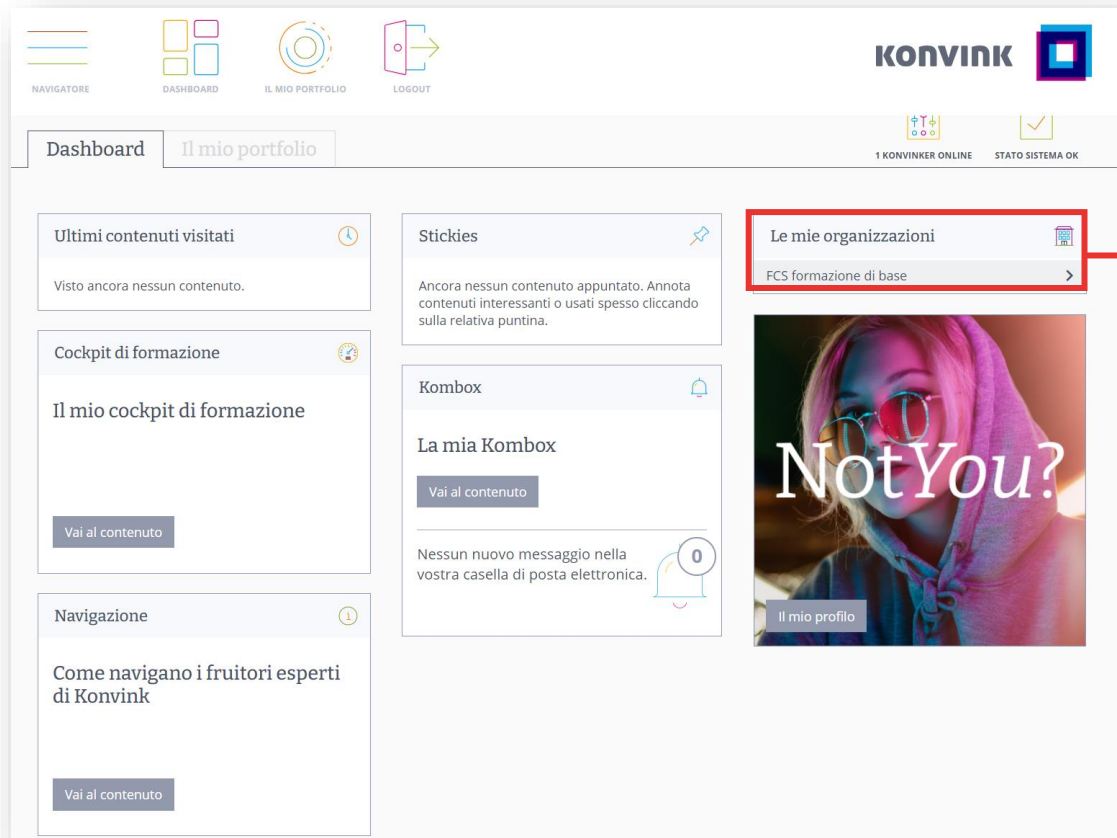 NAVIGATORE
DASHBOARD
IL MIO PORTFOLIO
LOGOUT
KONVINK
Dashboard
Il mio portfolio
1 KONVINKER ONLINE
STATO SISTEMA OK
Ultimi contenuti visitati
Visto ancora nessun contenuto.
Cockpit di formazione
Il mio cockpit di formazione
Vai al contenuto
Navigazione
Come navigano i fruitori esperti
di Konvink
Vai al contenuto
Stickies
Ancora nessun contenuto appuntato. Annota
contenuti interessanti o usati spesso cliccando
sulla relativa puntina.
Kombox
La mia Kombox
Vai al contenuto
Nessun nuovo messaggio nella
vostra casella di posta elettronica.
0
Le mie organizzazioni
FCS formazione di base
NotYou?
Il mio profilo